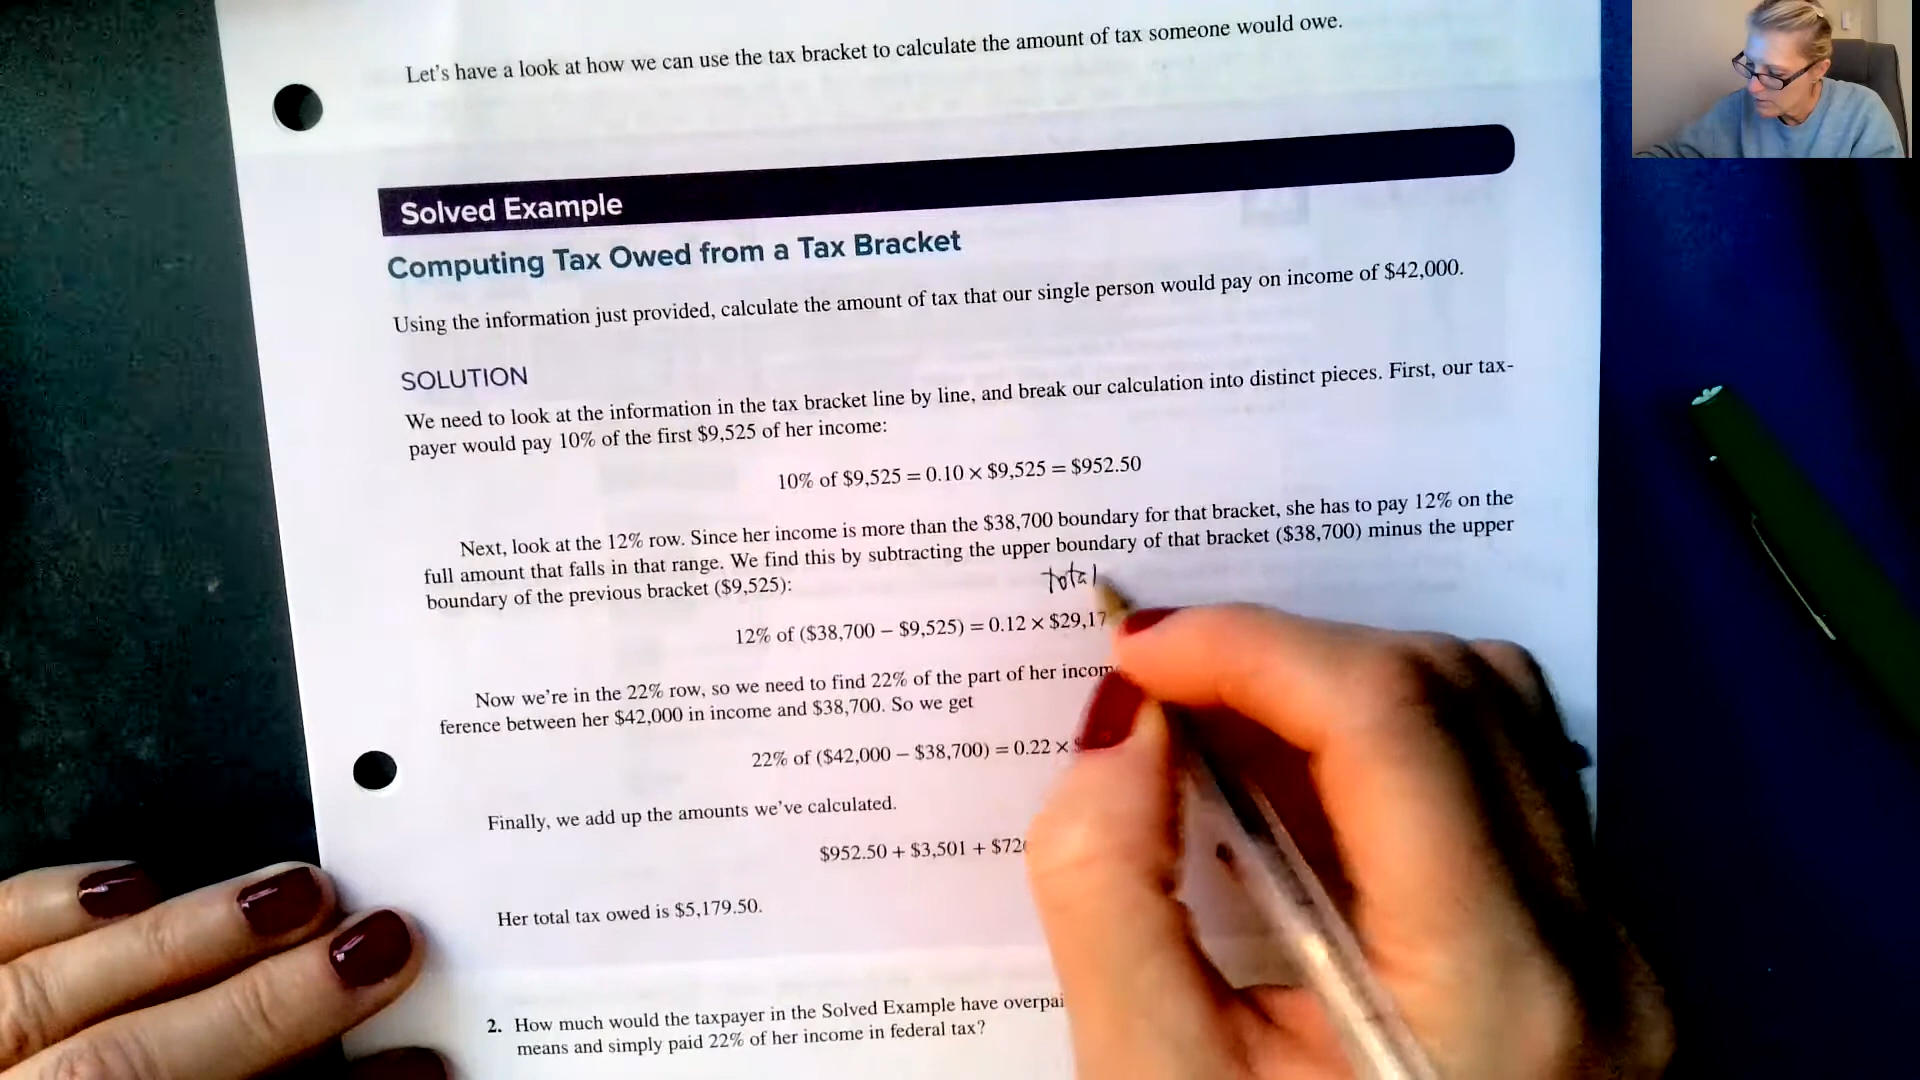 Let's have a look at how we can use the tax bracket to calculate the amount of tax someone would owe.
Solved Example
Computing Tax Owed from a Tax Bracket
Using the information just provided, calculate the amount of tax that our single person would pay on income of $42,000.
SOLUTION
We need to look at the information in the tax bracket line by line, and break our calculation into distinct pieces. First, our tax-
payer would pay 10% of the first $9,525 of her income:
10% of $9,525 = 0.10 × $9,525 = $952.50
Next, look at the 12% row. Since her income is more than the $38,700 boundary for that bracket, she has to pay 12% on the
full amount that falls in that range. We find this by subtracting the upper boundary of that bracket ($38,700) minus the upper
boundary of the previous bracket ($9,525):
total
12% of ($38,700 – $9,525) = 0.12 × $29,17
Now we're in the 22% row, so we need to find 22% of the part of her incom
ference between her $42,000 in income and $38,700. So we get
22% of ($42,000 – $38,700) = 0.22 ×
Finally, we add up the amounts we've calculated.
$952.50 + $3,501 + $72
Her total tax owed is $5,179.50.
2. How much would the taxpayer in the Solved Example have overpai
means and simply paid 22% of her income in federal tax?